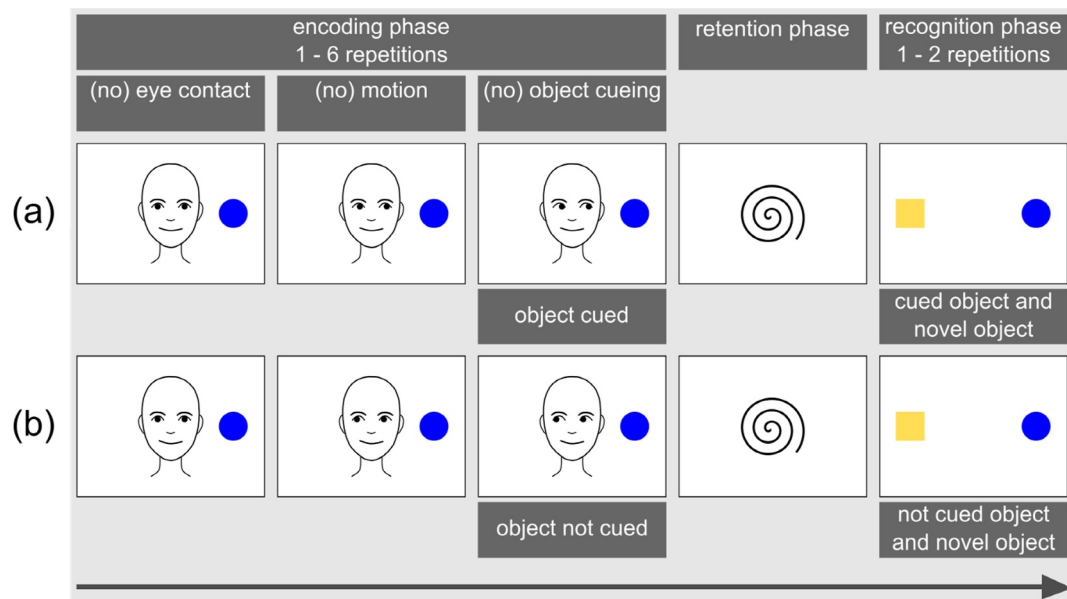 encoding phase
1 - 6 repetitions
retention phase
recognition phase
1 - 2 repetitions
(no) eye contact
(no) motion
(no) object cueing
(a)
object cued
cued object and
novel object
(b)
object not cued
not cued object
and novel object